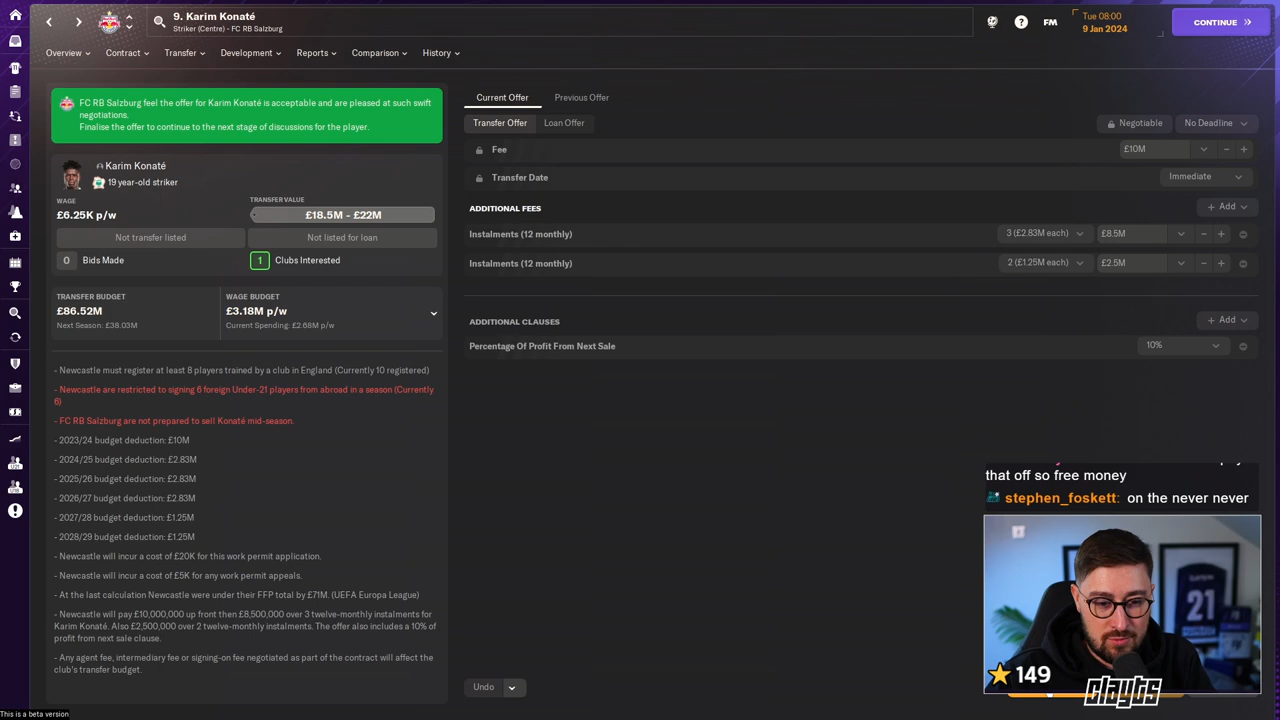 9. Karim Konaté
Striker (Centre) - FC RB Salzburg
FM
Tue 08:00
9 Jan 2024
CONTINUE
Overview
Contract
Transfer
Development
Reports
Comparison
History
FC RB Salzburg feel the offer for Karim Konaté is acceptable and are pleased at such swift
negotiations.
Finalise the offer to continue to the next stage of discussions for the player.
Karim Konaté
19 year-old striker
WAGE
£6.25K p/w
TRANSFER VALUE
£18.5M - £22M
Not transfer listed
Not listed for loan
0 Bids Made
1 Clubs Interested
TRANSFER BUDGET
£86.52M
Next Season: £38.03M
WAGE BUDGET
£3.18M p/w
Current Spending: £2.68M p/w
- Newcastle must register at least 8 players trained by a club in England (Currently 10 registered)
- Newcastle are restricted to signing 6 foreign Under-21 players from abroad in a season (Currently
6)
- FC RB Salzburg are not prepared to sell Konaté mid-season.
- 2023/24 budget deduction: £10M
- 2024/25 budget deduction: £2.83M
- 2025/26 budget deduction: £2.83M
- 2026/27 budget deduction: £2.83M
- 2027/28 budget deduction: £1.25M
- 2028/29 budget deduction: £1.25M
- Newcastle will incur a cost of £20K for this work permit application.
- Newcastle will incur a cost of £5K for any work permit appeals.
- At the last calculation Newcastle were under their FFP total by £71M. (UEFA Europa League)
- Newcastle will pay £10,000,000 up front then £8,500,000 over 3 twelve-monthly instalments for
Karim Konaté. Also £2,500,000 over 2 twelve-monthly instalments. The offer also includes a 10% of
profit from next sale clause.
- Any agent fee, intermediary fee or signing-on fee negotiated as part of the contract will affect the
club's transfer budget.
Current Offer
Previous Offer
Transfer Offer
Loan Offer
Negotiable
No Deadline
Fee
£10M
Transfer Date
Immediate
ADDITIONAL FEES
Add
Instalments (12 monthly)
3 (£2.83M each)
£8.5M
Instalments (12 monthly)
2 (£1.25M each)
£2.5M
ADDITIONAL CLAUSES
Add
Percentage Of Profit From Next Sale
10%
Undo
that off so free money
stephen_foskett: on the never never
21
149
clayts
This is a beta version